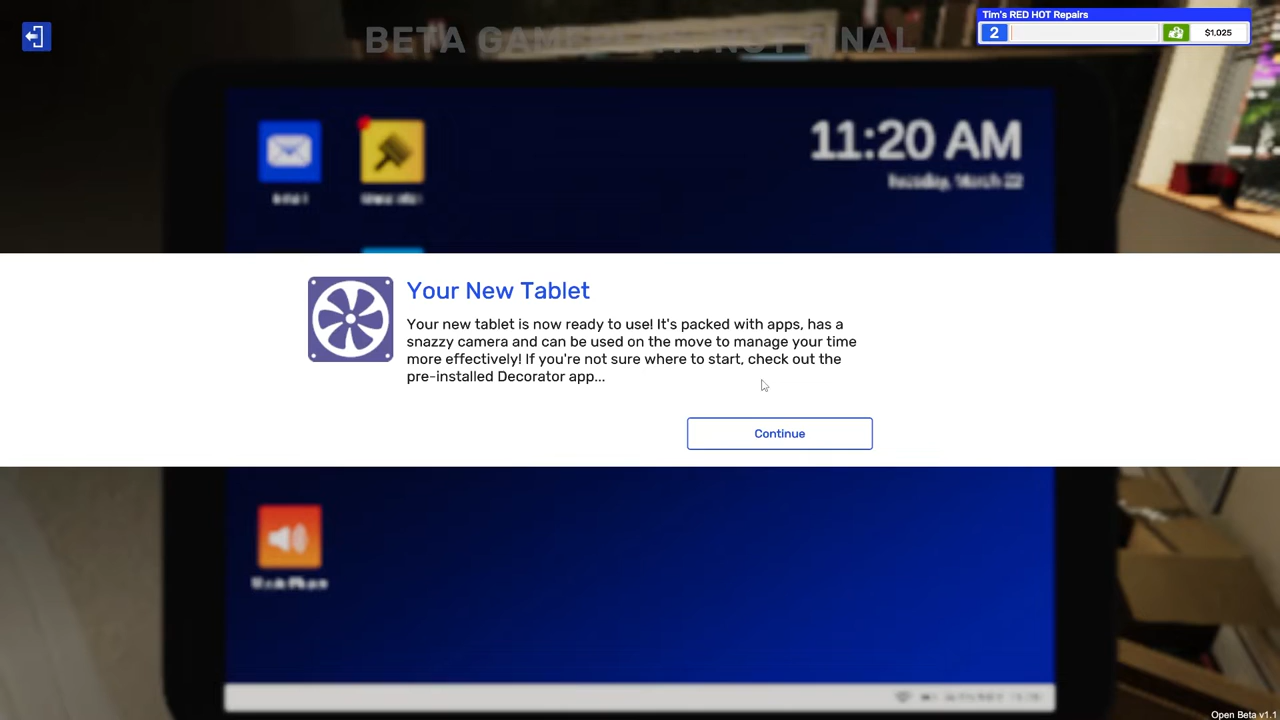 Tim's RED HOT Repairs
2
$1,025
11:20 AM
Your New Tablet
Your new tablet is now ready to use! It's packed with apps, has a
snazzy camera and can be used on the move to manage your time
more effectively! If you're not sure where to start, check out the
pre-installed Decorator app...
Continue
Open Beta v1.1